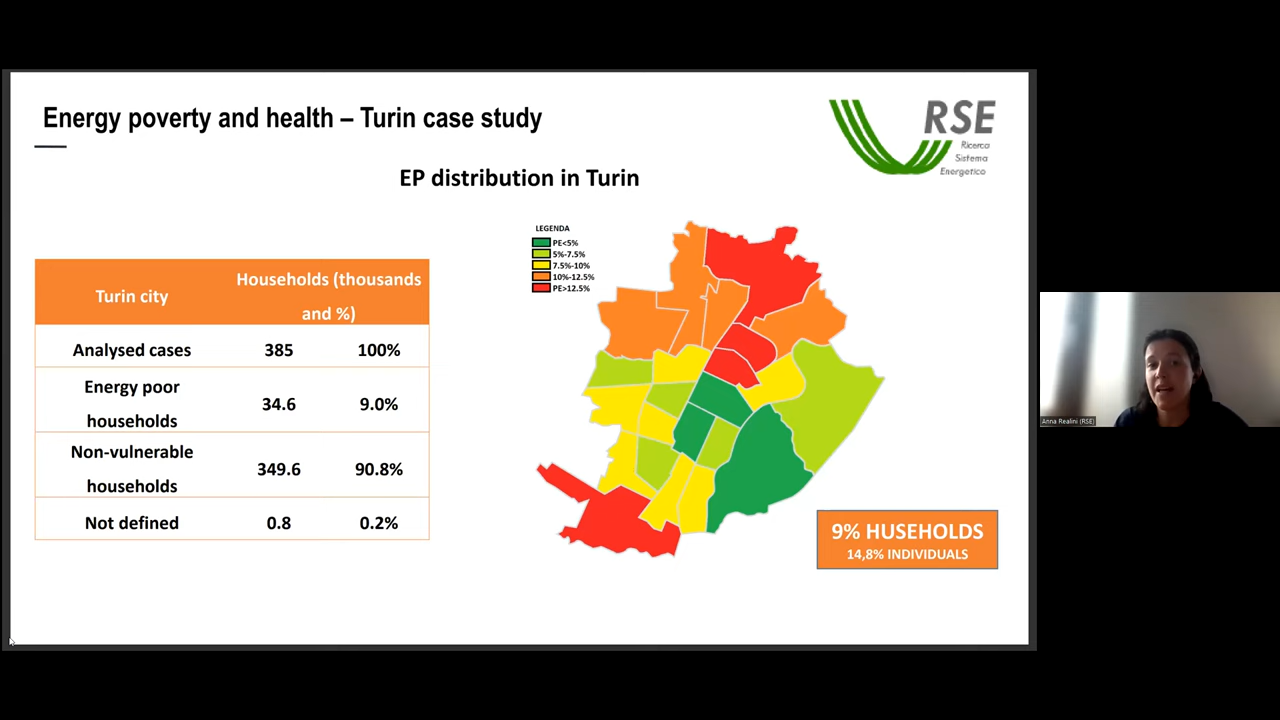 Energy poverty and health – Turin case study
RSE
Ricerca
Sistema
Energetico
EP distribution in Turin
LEGENDA
PE<5%
5%-7.5%
7.5%-10%
10%-12.5%
PE>12.5%
Turin city
Households (thousands
and %)
Analysed cases 385 100%
Energy poor
households
34.6 9.0%
Non-vulnerable
households
349.6 90.8%
Not defined 0.8 0.2%
9% HUSEHOLDS
14,8% INDIVIDUALS
Anna Realini (RSE)